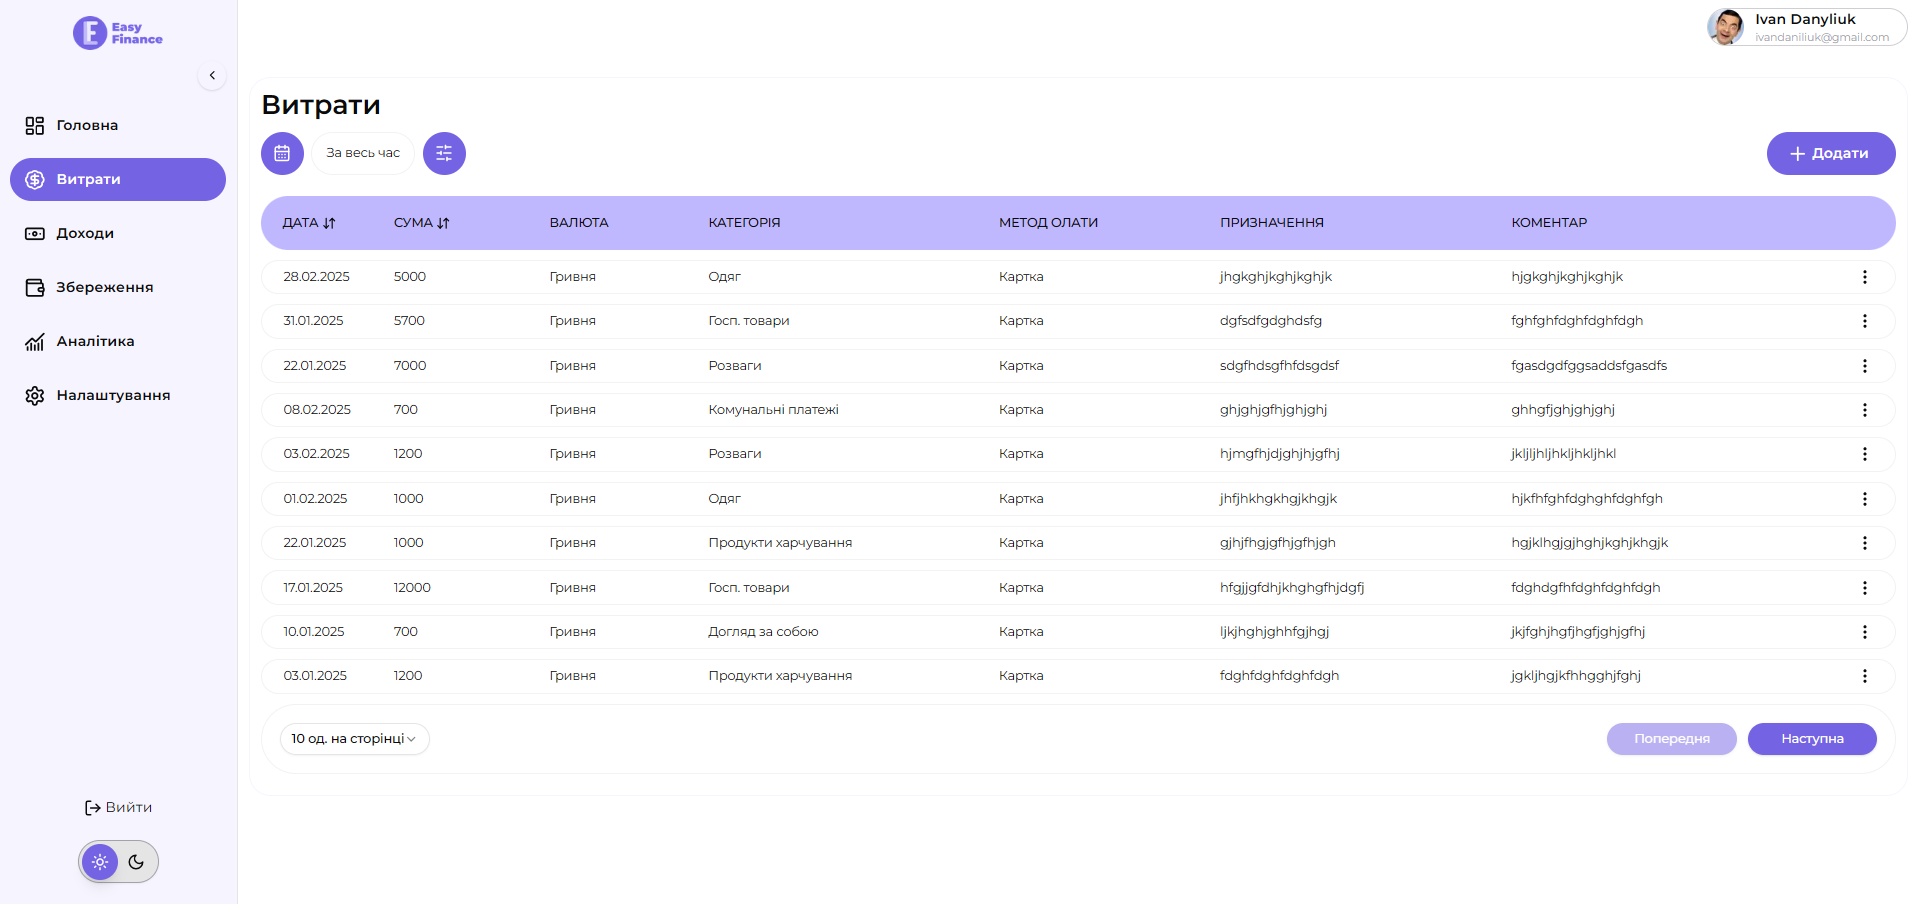 Easy
Finance
Ivan Danyliuk
ivandaniliuk@gmail.com
Головна
Витрати
Доходи
Збереження
Аналітика
Налаштування
Вийти
Витрати
За весь час
Додати
ДАТА СУМА ВАЛЮТА КАТЕГОРІЯ МЕТОД ОЛАТИ ПРИЗНАЧЕННЯ КОМЕНТАР
28.02.2025 5000 Гривня Одяг Картка jhgkghjkghjkghjk hjgkghjkghjkghjk
31.01.2025 5700 Гривня Госп. товари Картка dgfsdfgdghdsfg fghfghfdghfdghfdgh
22.01.2025 7000 Гривня Розваги Картка sdgfhdsgfhfdsgdsf fgasdgdfggsaddsfgasdfs
08.02.2025 700 Гривня Комунальні платежі Картка ghjghjgfhjghjghj ghhgfjghjghjghj
03.02.2025 1200 Гривня Розваги Картка hjmgfhjdjghjhjgfhj jkljljhljhkljhkljhkl
01.02.2025 1000 Гривня Одяг Картка jhfjhkhgkhgjkhgjk hjkfhfghfdghghfdghfgh
22.01.2025 1000 Гривня Продукти харчування Картка gjhjfhgjgfhjgfhjgh hgjklhgjgjhghjkghjkhgjk
17.01.2025 12000 Гривня Госп. товари Картка hfgjjgfdhjkhghgfhjdgfj fdghdgfhfdghfdghfdgh
10.01.2025 700 Гривня Догляд за собою Картка ljkjhghjghhfgjhgj jkjfghjhgfjhgfjghjgfhj
03.01.2025 1200 Гривня Продукти харчування Картка fdghfdghfdghfdgh jgkljhgjkfhhgghjfghj
10 од. на сторінці
Попередня
Наступна